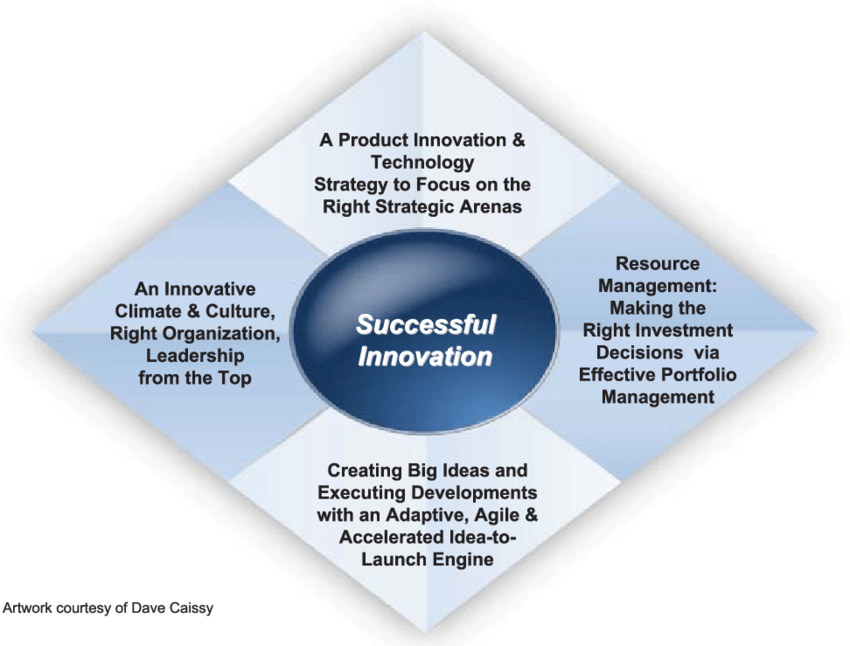 A Product Innovation &
Technology
Strategy to Focus on the
Right Strategic Arenas
An Innovative
Climate & Culture,
Right Organization,
Leadership
from the Top
Successful
Innovation
Resource
Management:
Making the
Right Investment
Decisions via
Effective Portfolio
Management
Creating Big Ideas and
Executing Developments
with an Adaptive, Agile &
Accelerated Idea-to-
Launch Engine
Artwork courtesy of Dave Caissy